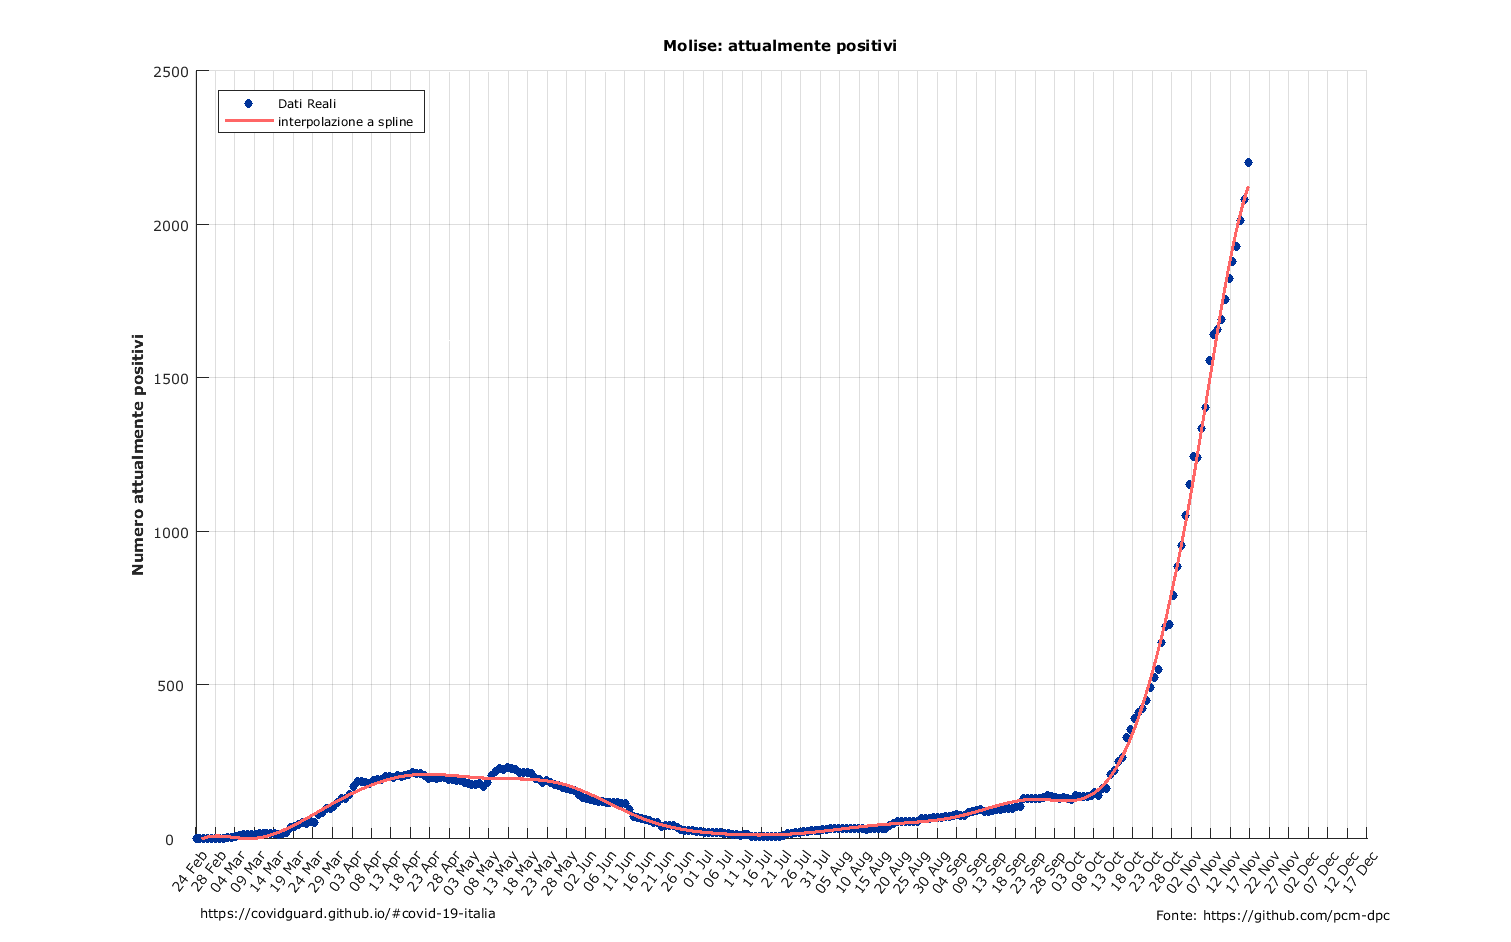 Molise: attualmente positivi
2500
Dati Reali
interpolazione a spline
2000
1500
1000
500
0
Numero attualmente positivi
24 Feb
28 Feb
04 Mar
09 Mar
14 Mar
19 Mar
24 Mar
29 Mar
03 Apr
08 Apr
13 Apr
18 Apr
23 Apr
28 Apr
03 May
08 May
13 May
18 May
23 May
28 May
02 Jun
06 Jun
11 Jun
16 Jun
21 Jun
26 Jun
01 Jul
06 Jul
11 Jul
16 Jul
21 Jul
26 Jul
31 Jul
05 Aug
10 Aug
15 Aug
20 Aug
25 Aug
30 Aug
04 Sep
09 Sep
13 Sep
18 Sep
23 Sep
28 Sep
03 Oct
08 Oct
13 Oct
18 Oct
23 Oct
28 Oct
02 Nov
07 Nov
12 Nov
17 Nov
22 Nov
27 Nov
02 Dec
07 Dec
12 Dec
17 Dec
https://covidguard.github.io/#covid-19-italia
Fonte: https://github.com/pcm-dpc